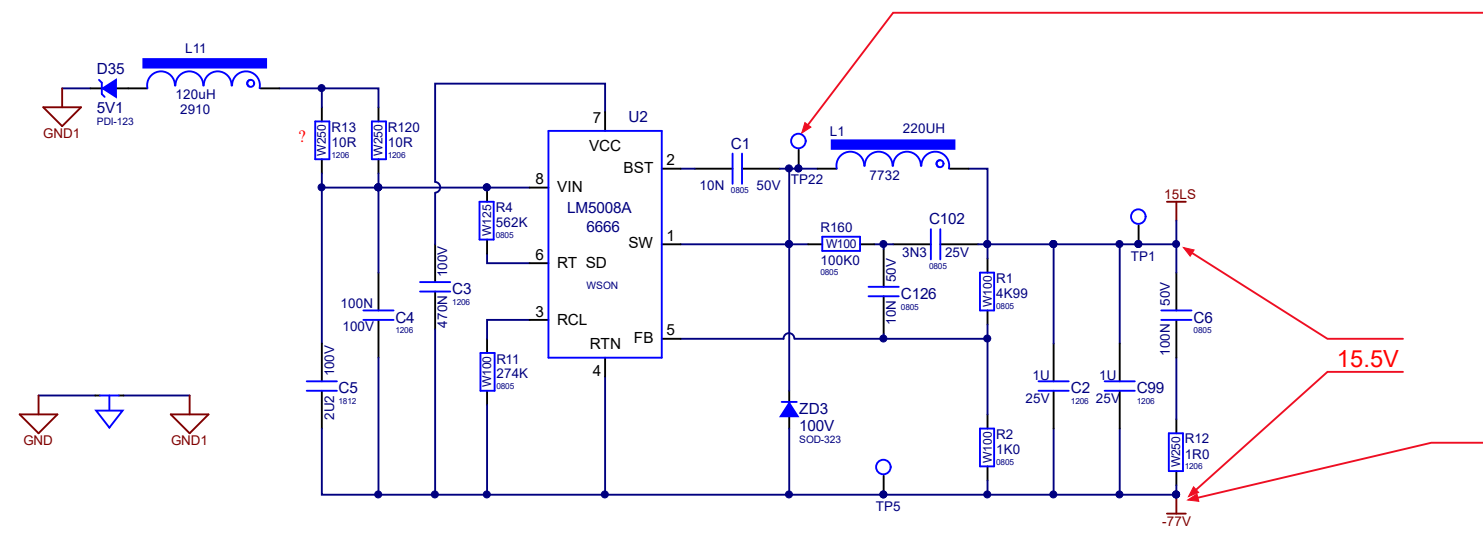 L11
D35
120uH
2910
5V1
PDI-123
GND1
?
W250
R13
10R
1206
W250
R120
10R
1206
7
U2
VCC
BST
2
C1
10N
0805
50V
TP22
L1
220UH
7732
8
VIN
LM5008A
6666
W125
R4
562K
0805
SW
1
R160
W100
100K0
0805
C102
3N3
25V
0805
TP1
15LS
6
RT
SD
WSON
100V
C3
1206
470N
50V
C126
0805
10N
W100
R1
4K99
0805
100N
C4
1206
100V
3
RCL
FB
5
RTN
4
50V
C6
0805
100N
15.5V
W100
R11
274K
0805
100V
C5
1812
2U2
1U
C2
25V
1206
1U
C99
25V
1206
ZD3
100V
SOD-323
W100
R2
1K0
0805
W250
R12
1R0
1206
GND
GND1
TP5
-77V